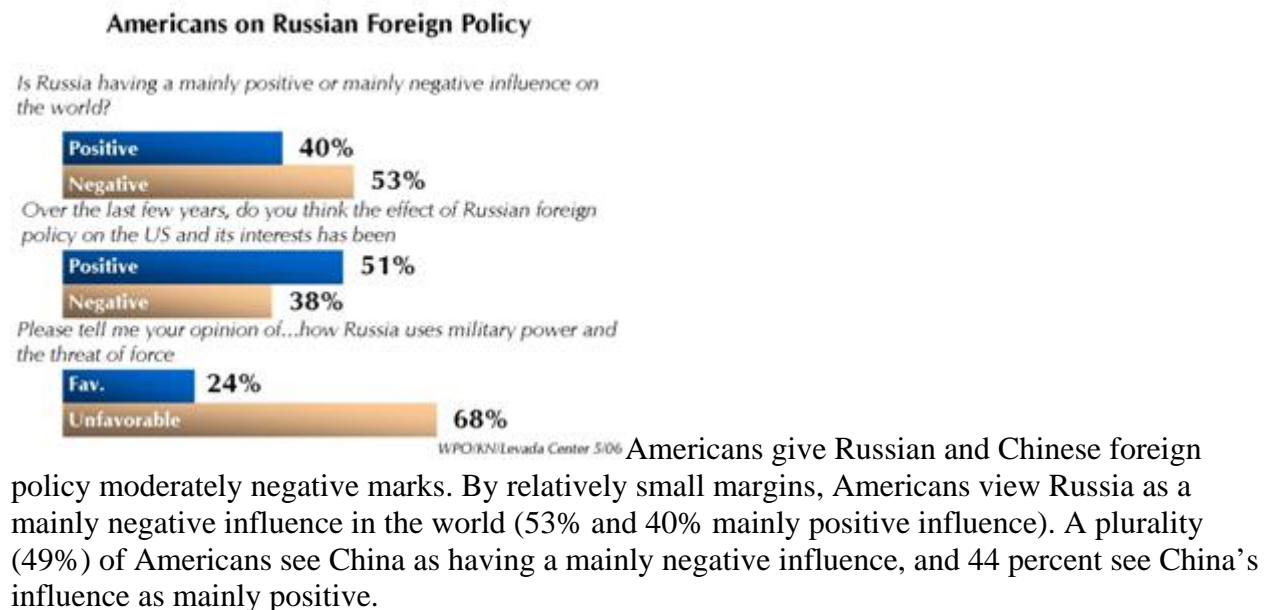 Americans on Russian Foreign Policy
Is Russia having a mainly positive or mainly negative influence on
the world?
Positive 40%
Negative 53%
Over the last few years, do you think the effect of Russian foreign
policy on the US and its interests has been
Positive 51%
Negative 38%
Please tell me your opinion of...how Russia uses military power and
the threat of force
Fav. 24%
Unfavorable 68%
WPO/KN/Levada Center 5/06 Americans give Russian and Chinese foreign
policy moderately negative marks. By relatively small margins, Americans view Russia as a
mainly negative influence in the world (53% and 40% mainly positive influence). A plurality
(49%) of Americans see China as having a mainly negative influence, and 44 percent see China’s
influence as mainly positive.